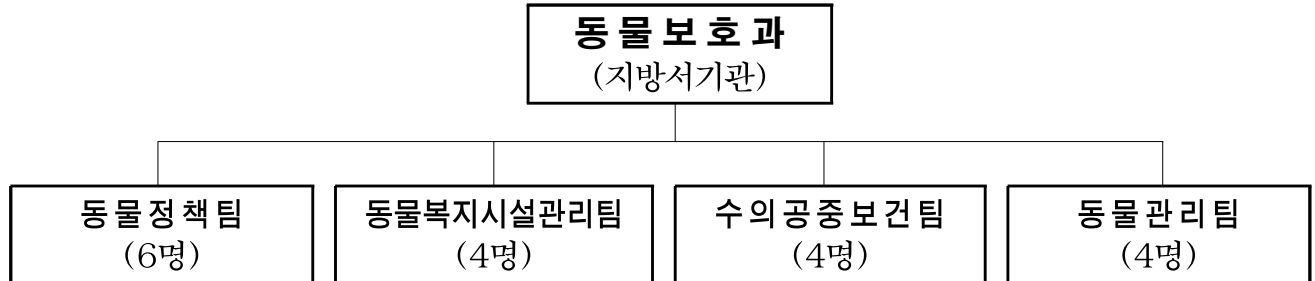 동물보호과
(지방서기관)
동물정책팀
(6명)
동물복지시설관리팀
(4명)
수의공중보건팀
(4명)
동물관리팀
(4명)